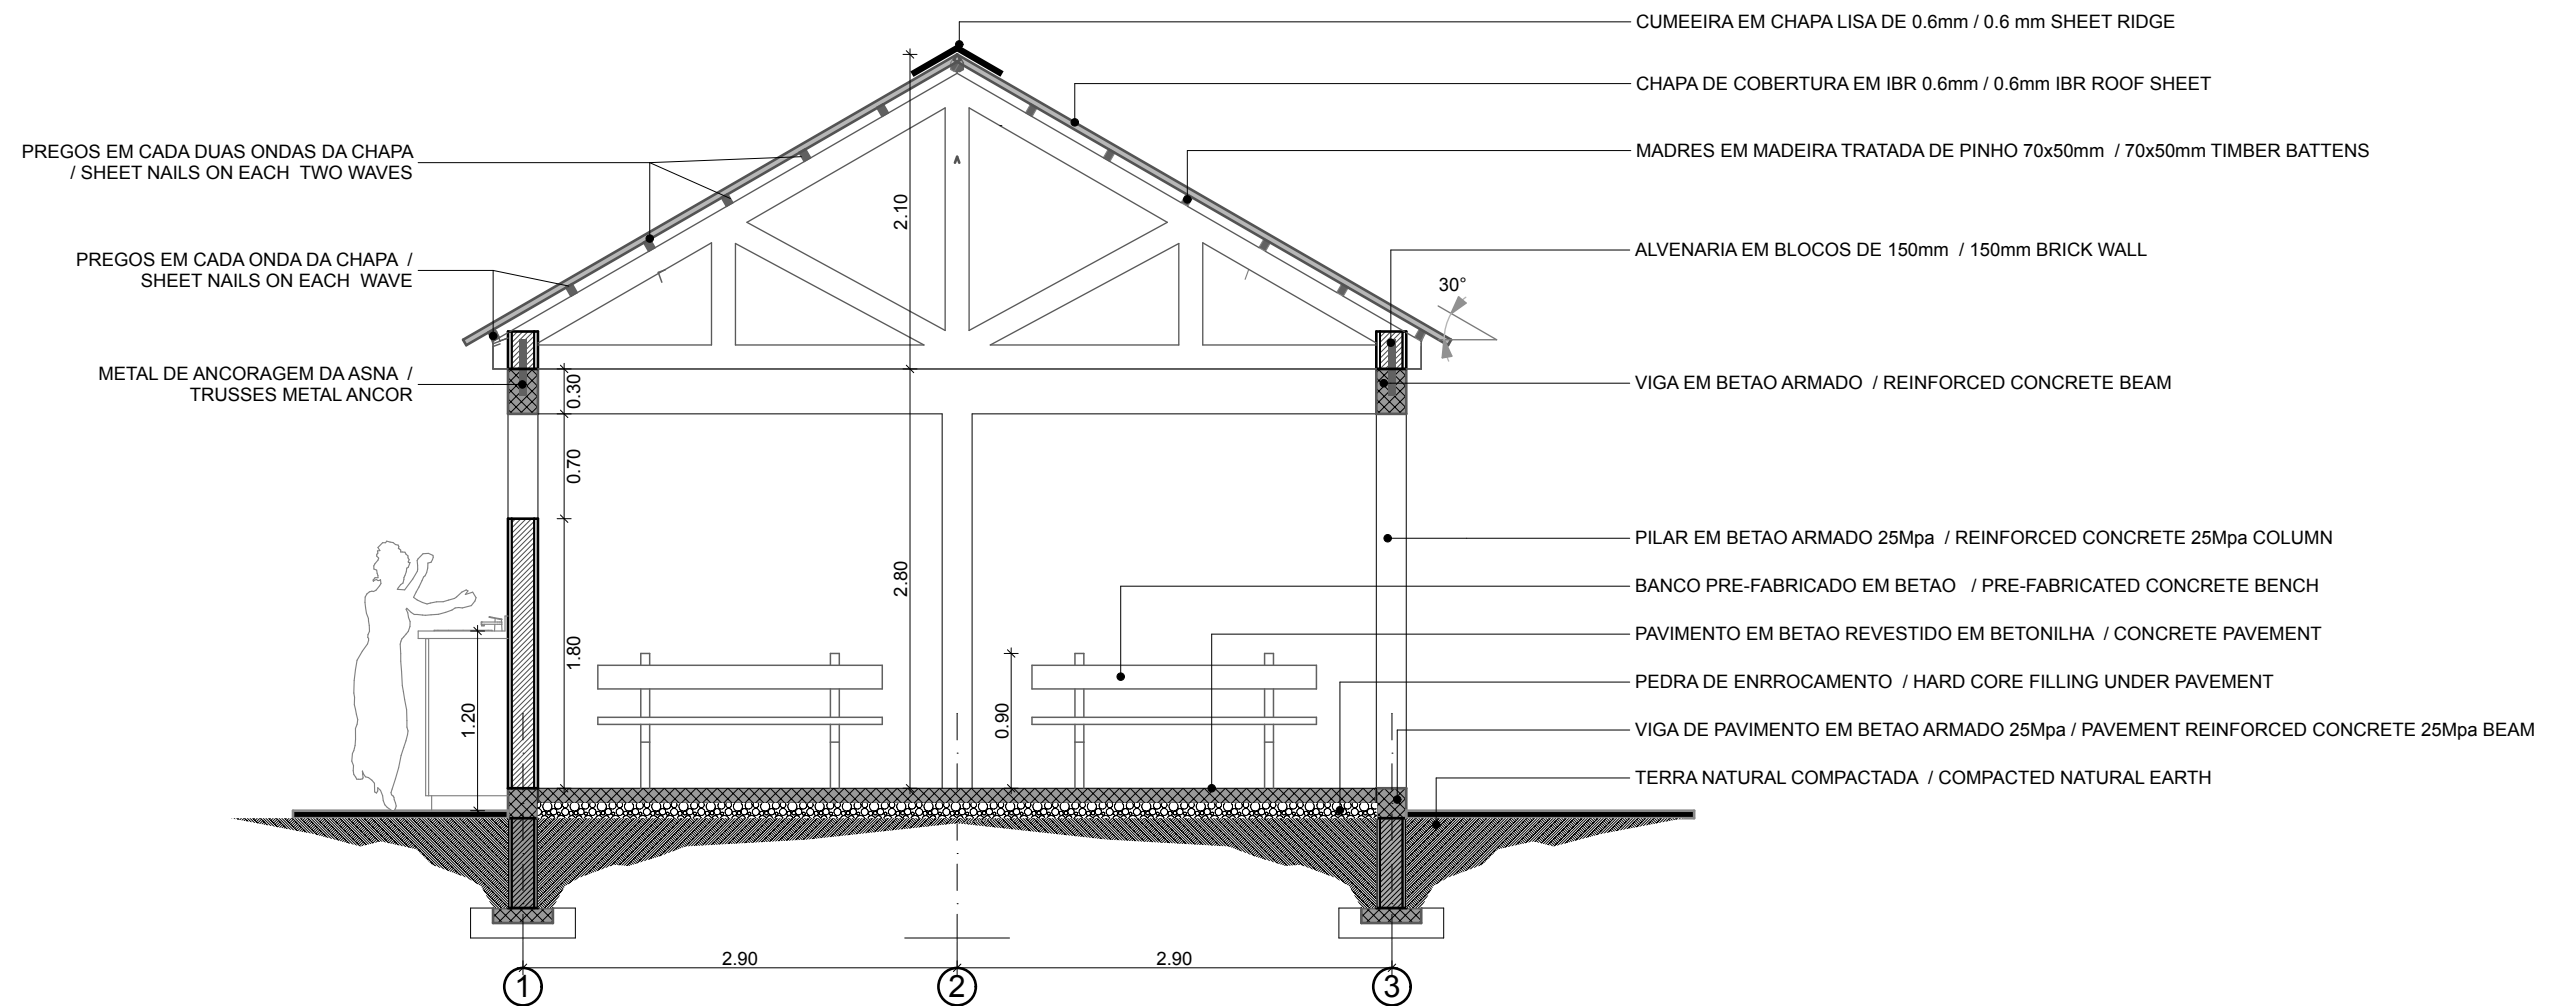 CUMEEIRA EM CHAPA LISA DE 0.6mm / 0.6 mm SHEET RIDGE
CHAPA DE COBERTURA EM IBR 0.6mm / 0.6mm IBR ROOF SHEET
PREGOS EM CADA DUAS ONDAS DA CHAPA
/ SHEET NAILS ON EACH TWO WAVES
MADRES EM MADEIRA TRATADA DE PINHO 70x50mm / 70x50mm TIMBER BATTENS
2.10
PREGOS EM CADA ONDA DA CHAPA /
SHEET NAILS ON EACH WAVE
ALVENARIA EM BLOCOS DE 150mm / 150mm BRICK WALL
30°
METAL DE ANCORAGEM DA ASNA /
TRUSSES METAL ANCOR
0.30
VIGA EM BETAO ARMADO / REINFORCED CONCRETE BEAM
0.70
PILAR EM BETAO ARMADO 25Mpa / REINFORCED CONCRETE 25Mpa COLUMN
2.80
BANCO PRE-FABRICADO EM BETAO / PRE-FABRICATED CONCRETE BENCH
PAVIMENTO EM BETAO REVESTIDO EM BETONILHA / CONCRETE PAVEMENT
1.80
PEDRA DE ENRROCAMENTO / HARD CORE FILLING UNDER PAVEMENT
1.20
0.90
VIGA DE PAVIMENTO EM BETAO ARMADO 25Mpa / PAVEMENT REINFORCED CONCRETE 25Mpa BEAM
TERRA NATURAL COMPACTADA / COMPACTED NATURAL EARTH
2.90
2.90
1
2
3